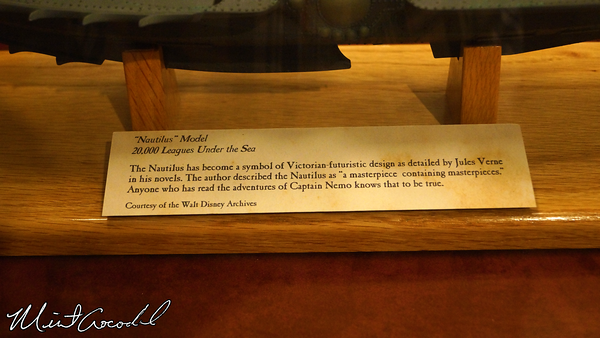 "Nautilus" Model
20,000 Leagues Under the Sea
The Nautilus has become a symbol of Victorian-futuristic design as detailed by Jules Verne
in his novels. The author described the Nautilus as "a masterpiece containing masterpieces."
Anyone who has read the adventures of Captain Nemo knows that to be true.
Courtesy of the Walt Disney Archives
Mint Crocodile